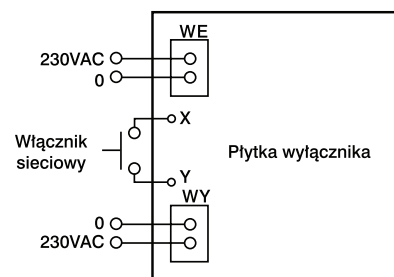 WE
230VAC
0
X
Włącznik
sieciowy
Płytka wyłącznika
Y
WY
0
230VAC